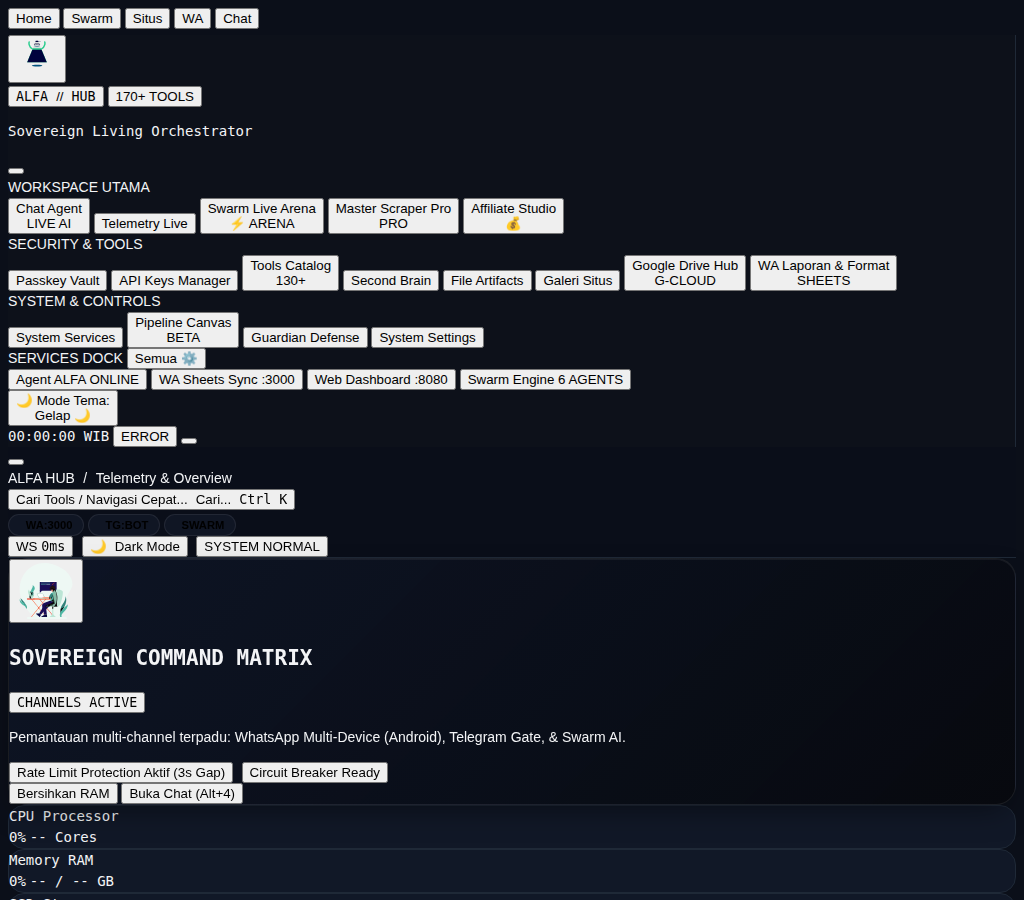 Home Swarm Situs WA Chat
ALFA // HUB 170+ TOOLS
Sovereign Living Orchestrator
WORKSPACE UTAMA
Chat Agent
LIVE AI
Telemetry Live
Swarm Live Arena
⚡ ARENA
Master Scraper Pro
PRO
Affiliate Studio
💰
SECURITY & TOOLS
Passkey Vault
API Keys Manager
Tools Catalog
130+
Second Brain
File Artifacts
Galeri Situs
Google Drive Hub
G-CLOUD
WA Laporan & Format
SHEETS
SYSTEM & CONTROLS
System Services
Pipeline Canvas
BETA
Guardian Defense
System Settings
SERVICES DOCK Semua ⚙️
Agent ALFA ONLINE WA Sheets Sync :3000 Web Dashboard :8080 Swarm Engine 6 AGENTS
🌙 Mode Tema:
Gelap 🌙
00:00:00 WIB ERROR
ALFA HUB / Telemetry & Overview
Cari Tools / Navigasi Cepat... Cari... Ctrl K
WA:3000 TG:BOT SWARM
WS 0ms 🌙 Dark Mode SYSTEM NORMAL
SOVEREIGN COMMAND MATRIX
CHANNELS ACTIVE
Pemantauan multi-channel terpadu: WhatsApp Multi-Device (Android), Telegram Gate, & Swarm AI.
Rate Limit Protection Aktif (3s Gap) Circuit Breaker Ready
Bersihkan RAM Buka Chat (Alt+4)
CPU Processor
0% -- Cores
Memory RAM
0% -- / -- GB